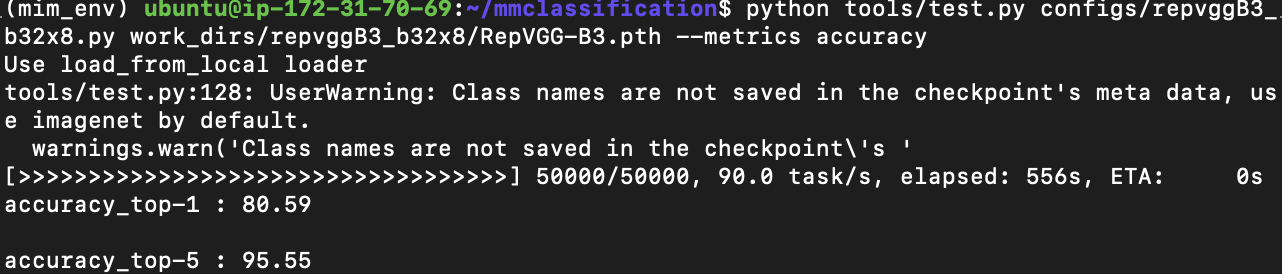 (mim_env) ubuntu@ip-172-31-70-69:~/mmclassification$ python tools/test.py configs/repvggB3_
b32x8.py work_dirs/repvggB3_b32x8/RepVGG-B3.pth --metrics accuracy
Use load_from_local loader
tools/test.py:128: UserWarning: Class names are not saved in the checkpoint's meta data, us
e imagenet by default.
  warnings.warn('Class names are not saved in the checkpoint\'s '
[>>>>>>>>>>>>>>>>>>>>>>>>>>>>>>>>>>>] 50000/50000, 90.0 task/s, elapsed: 556s, ETA:     0s
accuracy_top-1 : 80.59

accuracy_top-5 : 95.55